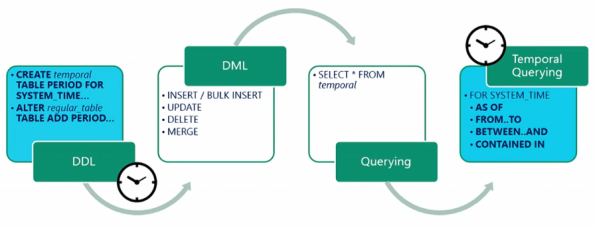 • CREATE temporal
TABLE PERIOD FOR
SYSTEM_TIME...
• ALTER regular_table
TABLE ADD PERIOD...
DDL
DML
• INSERT / BULK INSERT
• UPDATE
• DELETE
• MERGE
• SELECT * FROM
temporal
Querying
Temporal
Querying
• FOR SYSTEM_TIME
• AS OF
• FROM..TO
• BETWEEN..AND
• CONTAINED IN